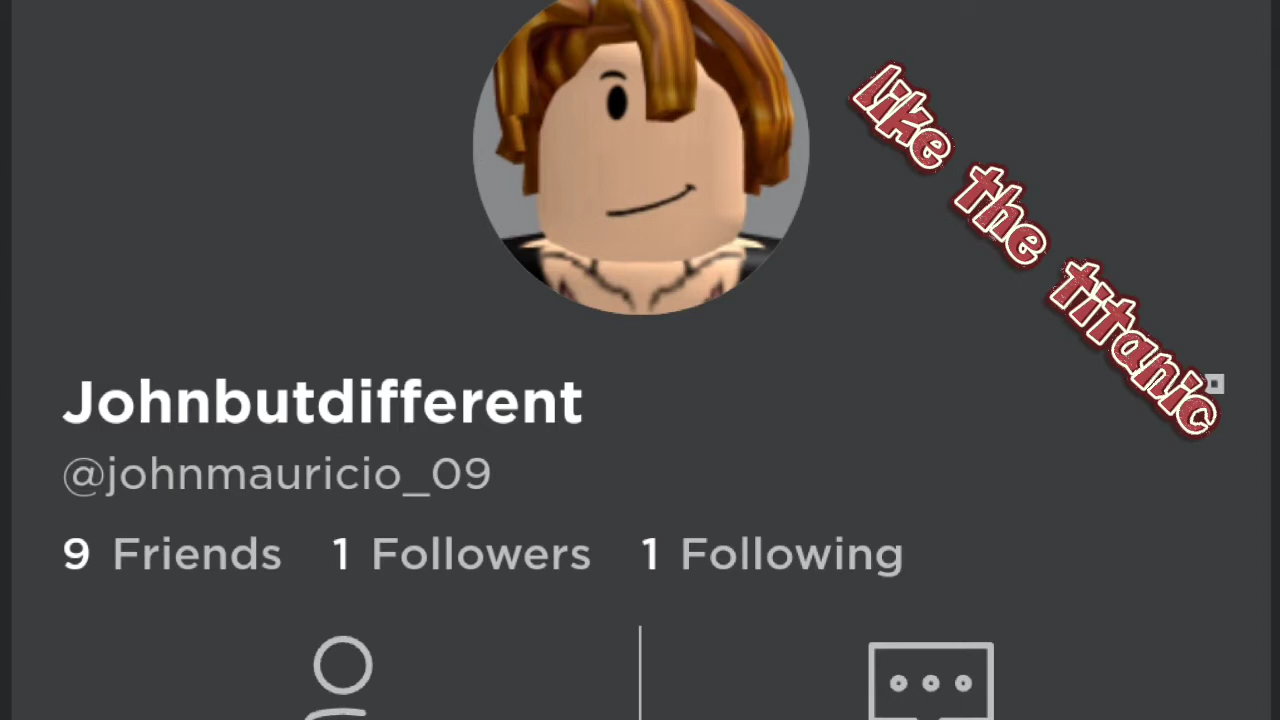 like the titanic
Johnbutdifferent
@johnmauricio_09
9 Friends 1 Followers 1 Following